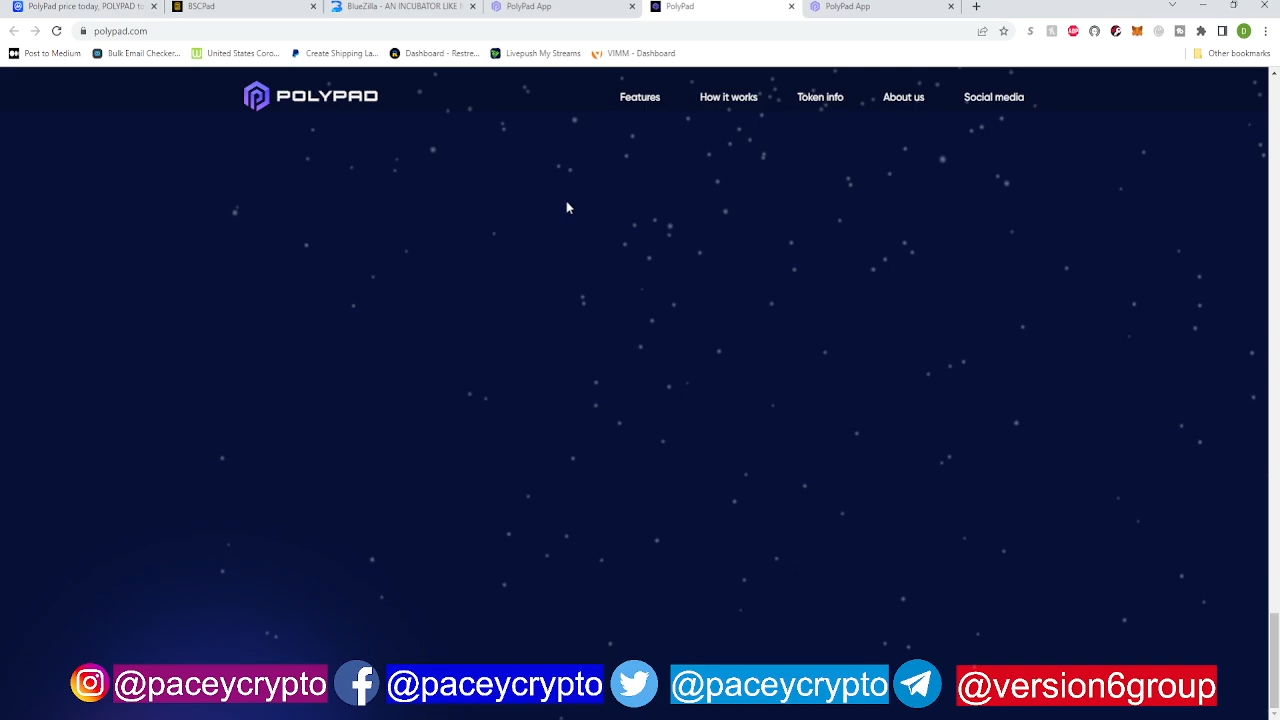 PolyPad price today, POLYPAD to
BSCPad
BlueZilla - AN INCUBATOR LIKE
PolyPad App
PolyPad
PolyPad App
polypad.com
Post to Medium
Bulk Email Checker...
United States Coro...
Create Shipping La...
Dashboard - Restre...
Livepush My Streams
VIMM - Dashboard
Other bookmarks
POLYPAD
Features
How it works
Token info
About us
Social media
@paceycrypto
@paceycrypto
@paceycrypto
@version6group